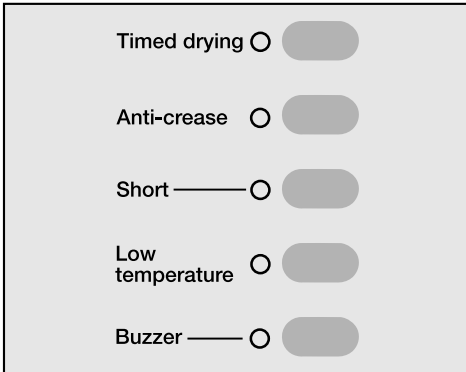 Timed drying
Anti-crease
Short
Low
temperature
Buzzer